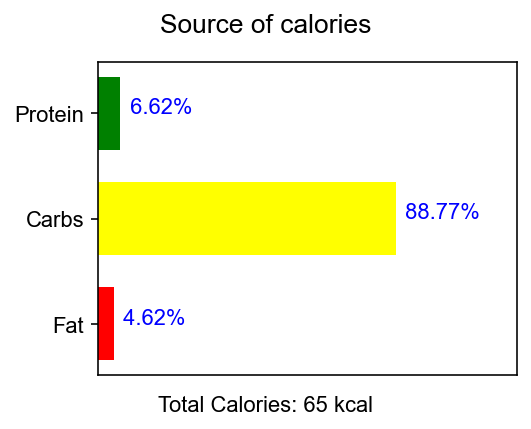 Source of calories
Protein 6.62%
Carbs 88.77%
Fat 4.62%
Total Calories: 65 kcal